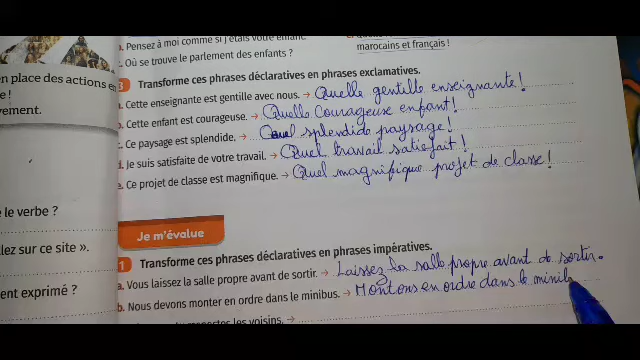 b. Pensez à moi comme si j'étais votre enfant.
c. Où se trouve le parlement des enfants ?
marocains et français !
en place des actions en
e !
vement.
3 Transforme ces phrases déclaratives en phrases exclamatives.
a. Cette enseignante est gentille avec nous. → Quelle gentille enseignante !
b. Cette enfant est courageuse. → Quelle Courageuse enfant !
c. Ce paysage est splendide. → Quel splendide paysage !
d. Je suis satisfaite de votre travail. → Quel travail satisfait !
e. Ce projet de classe est magnifique. → Quel magnifique projet de classe !
le verbe ?
Je m'évalue
lez sur ce site ».
1 Transforme ces phrases déclaratives en phrases impératives.
a. Vous laissez la salle propre avant de sortir. → Laissez la salle propre avant de sortir.
ent exprimé ?
b. Nous devons monter en ordre dans le minibus. → Montons en ordre dans le minib
les voisins. →